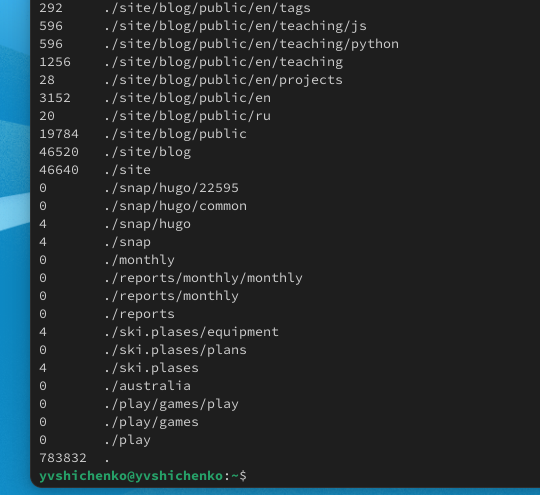 292 ./site/blog/public/en/tags
596 ./site/blog/public/en/teaching/js
596 ./site/blog/public/en/teaching/python
1256 ./site/blog/public/en/teaching
28 ./site/blog/public/en/projects
3152 ./site/blog/public/en
20 ./site/blog/public/ru
19784 ./site/blog/public
46520 ./site/blog
46640 ./site
0 ./snap/hugo/22595
0 ./snap/hugo/common
4 ./snap/hugo
4 ./snap
0 ./monthly
0 ./reports/monthly/monthly
0 ./reports/monthly
0 ./reports
4 ./ski.plases/equipment
0 ./ski.plases/plans
4 ./ski.plases
0 ./australia
0 ./play/games/play
0 ./play/games
0 ./play
783832 .
yvshichenko@yvshichenko:~$